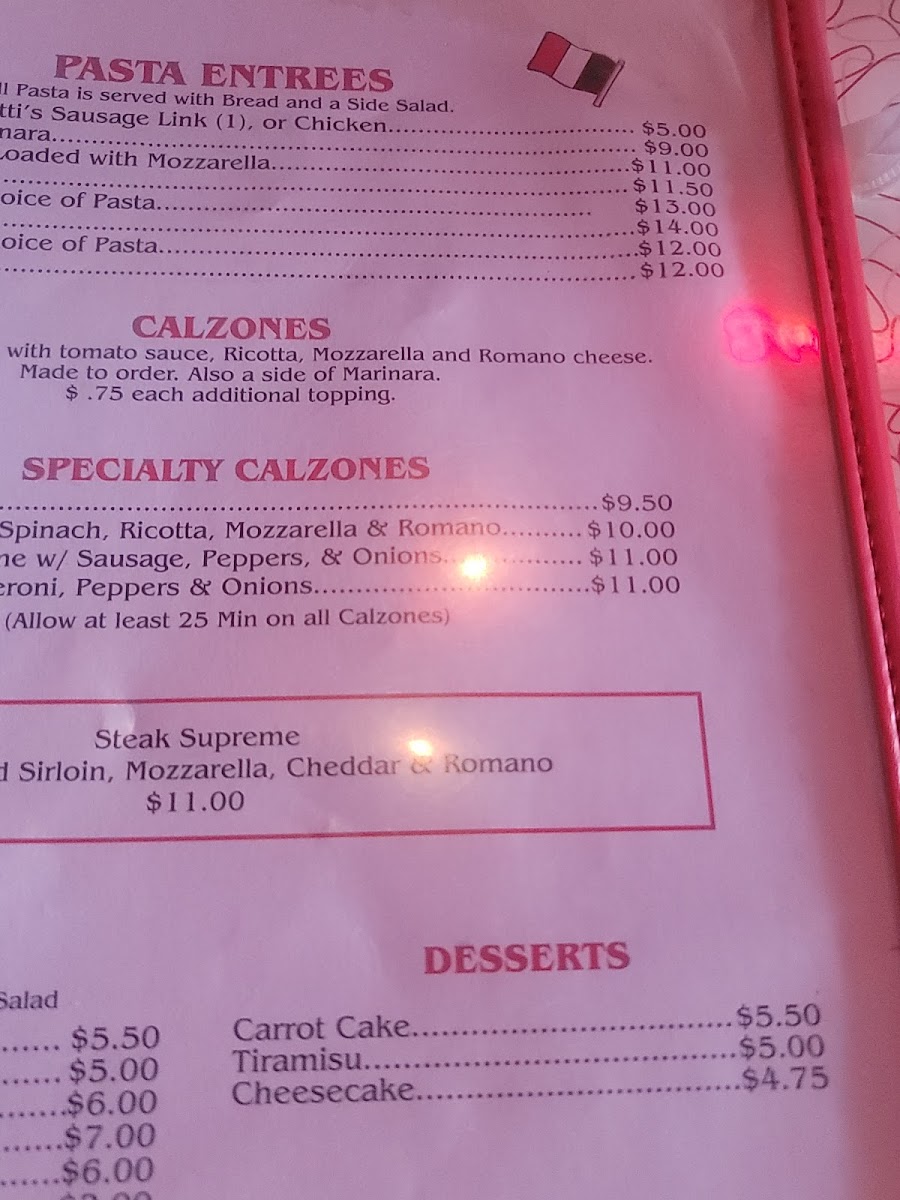 PASTA ENTREES
ll Pasta is served with Bread and a Side Salad.
tti's Sausage Link (1), or Chicken.................................. $5.00
nara.................................................................................. $9.00
Loaded with Mozzarella..................................................$11.00
........................................................................................$11.50
oice of Pasta.............................................................. $13.00
........................................................................................$14.00
oice of Pasta...................................................................$12.00
........................................................................................$12.00
CALZONES
with tomato sauce, Ricotta, Mozzarella and Romano cheese.
Made to order. Also a side of Marinara.
$ .75 each additional topping.
SPECIALTY CALZONES
....................................................................................$9.50
Spinach, Ricotta, Mozzarella & Romano..........$10.00
ne w/ Sausage, Peppers, & Onions.................... $11.00
eroni, Peppers & Onions.......................................$11.00
(Allow at least 25 Min on all Calzones)
Steak Supreme
d Sirloin, Mozzarella, Cheddar & Romano
$11.00
Salad
...... $5.50
.......$5.00
.......$6.00
......$7.00
......$6.00
DESSERTS
Carrot Cake.................................$5.50
Tiramisu.......................................$5.00
Cheesecake..................................$4.75